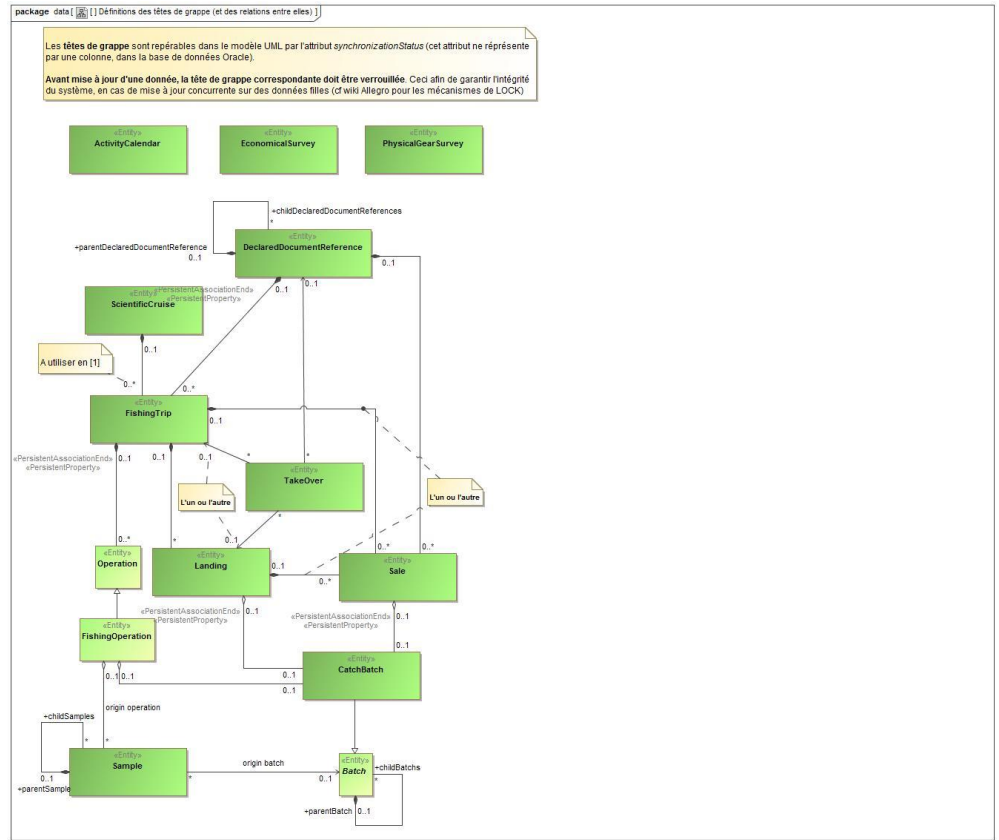 package data [ [ ] Définitions des têtes de grappe (et des relations entre elles) ]
Les têtes de grappe sont repérables dans le modèle UML par l'attribut synchronizationStatus (cet attribut ne réprésente
par une colonne, dans la base de données Oracle).
Avant mise à jour d'une donnée, la tête de grappe correspondante doit être verrouillée. Ceci afin de garantir l'intégrité
du système, en cas de mise à jour concurrente sur des données filles (cf wiki Allegro pour les mécanismes de LOCK)
«Entity»
ActivityCalendar
«Entity»
EconomicalSurvey
«Entity»
PhysicalGearSurvey
+childDeclaredDocumentReferences
*
+parentDeclaredDocumentReference
0..1
«Entity»
DeclaredDocumentReference
0..1
0..1
0..1
«PersistentAssociationEnd»
«PersistentProperty»
«Entity»
ScientificCruise
0..1
A utiliser en [1]
0..*
0..*
«Entity»
FishingTrip
0..1
«PersistentAssociationEnd»
«PersistentProperty»
0..1
0..1
0..1
*
*
«Entity»
TakeOver
*
L'un ou l'autre
L'un ou l'autre
0..*
*
0..1
0..*
0..*
«Entity»
Operation
«Entity»
Landing
0..1
0..*
«Entity»
Sale
«PersistentAssociationEnd»
«PersistentProperty»
0..1
«PersistentAssociationEnd»
«PersistentProperty»
0..1
«Entity»
FishingOperation
0..1
0..1
0..1
«Entity»
CatchBatch
0..1
0..1
origin operation
+childSamples
*
*
«Entity»
Sample
0..1
+parentSample
*
origin batch
0..1
«Entity»
Batch
+childBatchs
*
+parentBatch
0..1